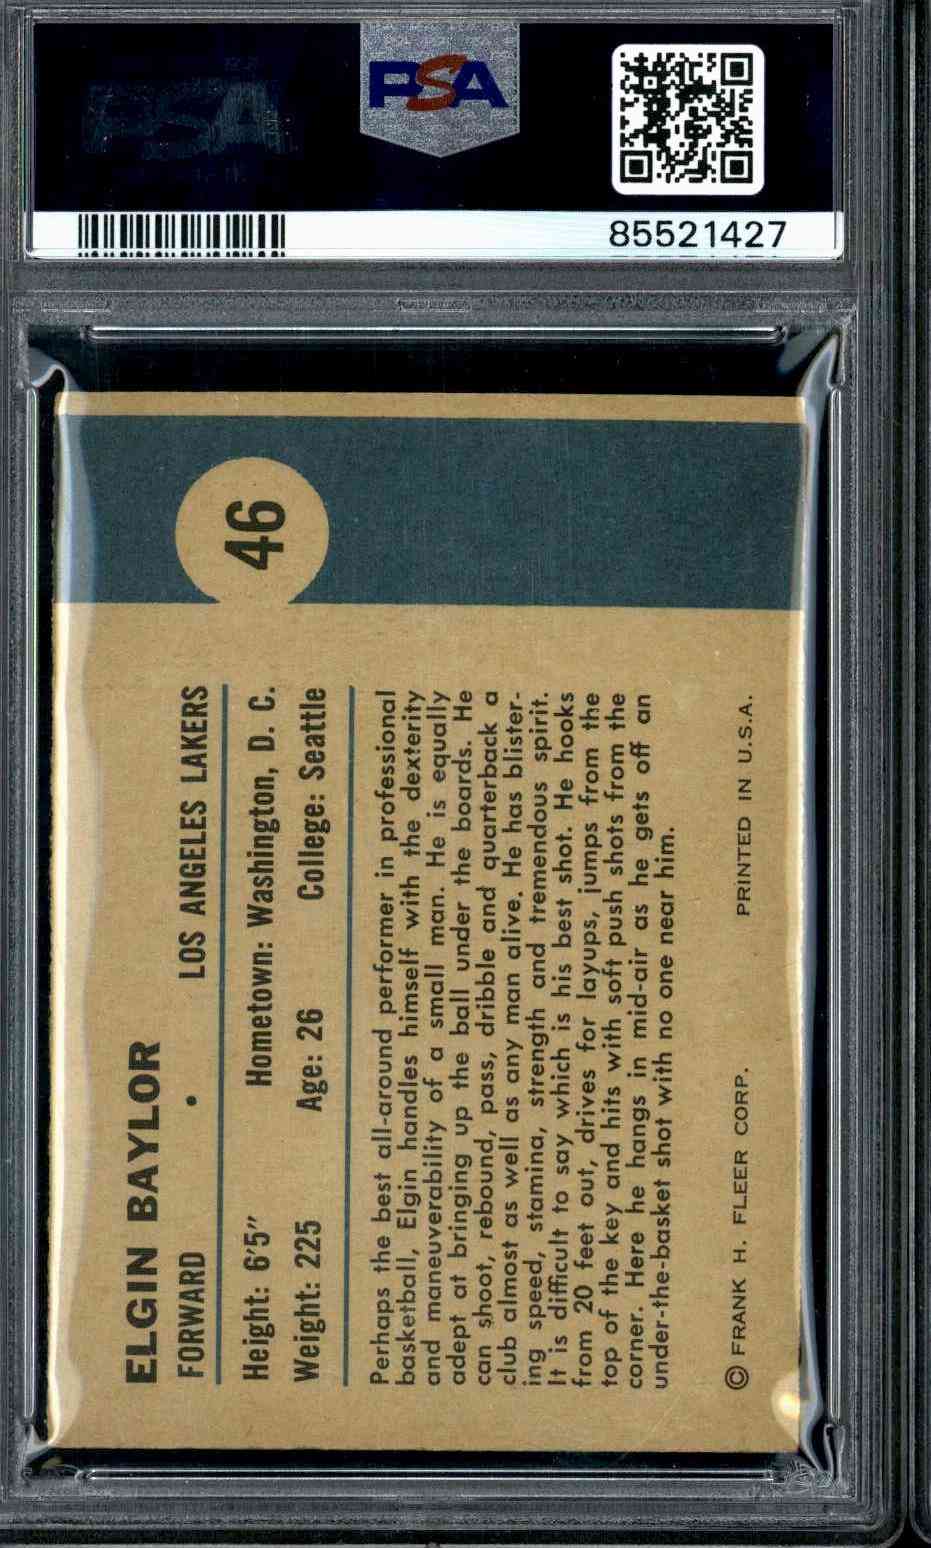 PSA
85521427
46
ELGIN BAYLOR
FORWARD • LOS ANGELES LAKERS
Height: 6'5" Hometown: Washington, D. C.
Weight: 225 Age: 26 College: Seattle
Perhaps the best all-around performer in professional
basketball, Elgin handles himself with the dexterity
and maneuverability of a small man. He is equally
adept at bringing up the ball under the boards. He
can shoot, rebound, pass, dribble and quarterback a
club almost as well as any man alive. He has blister-
ing speed, stamina, strength and tremendous spirit.
It is difficult to say which is his best shot. He hooks
from 20 feet out, drives for layups, jumps from the
top of the key and hits with soft push shots from the
corner. Here he hangs in mid-air as he gets off an
under-the-basket shot with no one near him.
© FRANK H. FLEER CORP. PRINTED IN U.S.A.